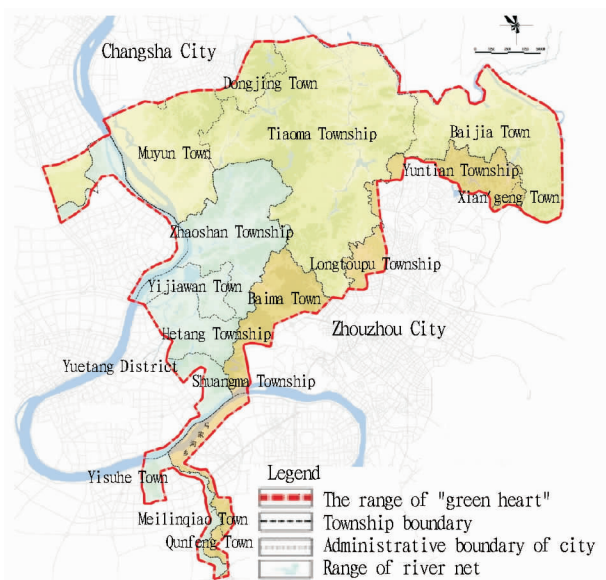 Changsha City
Dongjing Town
Tiaoma Township
Baijia Town
Muyun Town
Yuntian Township
Xian geng Town
Zhaoshan Township
Longtoupu Township
Yijiawan Town
Baima Town
Hetang Township
Zhouzhou City
Yuetang District
Shuangma Township
Yisuhe Town
Legend
The range of "green heart"
Meilinqiao Town
Township boundary
Qunfeng Town
Administrative boundary of city
Range of river net